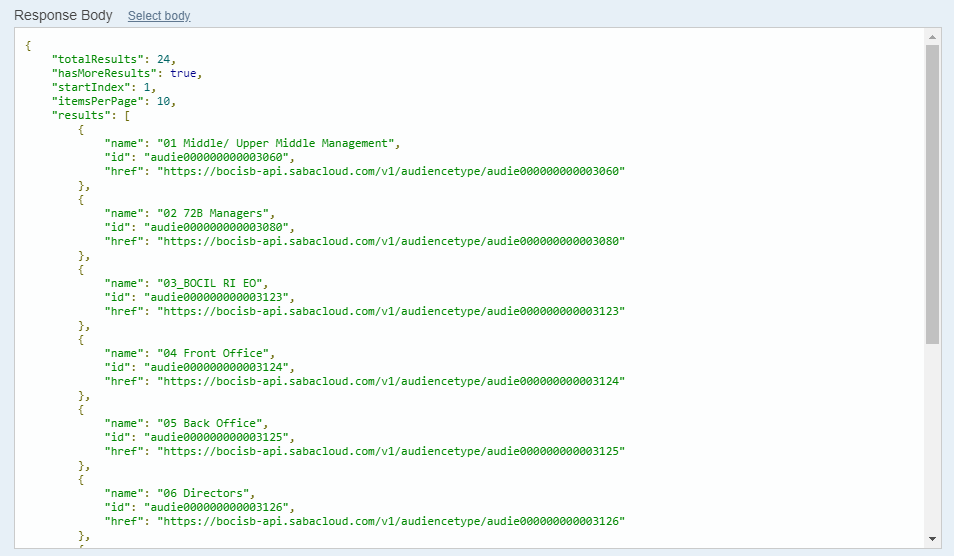 Response Body Select body
{
"totalResults": 24,
"hasMoreResults": true,
"startIndex": 1,
"itemsPerPage": 10,
"results": [
{
"name": "01 Middle/ Upper Middle Management",
"id": "audie000000000003060",
"href": "https://bocisb-api.sabacloud.com/v1/audiencetype/audie000000000003060"
},
{
"name": "02 72B Managers",
"id": "audie000000000003080",
"href": "https://bocisb-api.sabacloud.com/v1/audiencetype/audie000000000003080"
},
{
"name": "03_BOCIL RI EO",
"id": "audie000000000003123",
"href": "https://bocisb-api.sabacloud.com/v1/audiencetype/audie000000000003123"
},
{
"name": "04 Front Office",
"id": "audie000000000003124",
"href": "https://bocisb-api.sabacloud.com/v1/audiencetype/audie000000000003124"
},
{
"name": "05 Back Office",
"id": "audie000000000003125",
"href": "https://bocisb-api.sabacloud.com/v1/audiencetype/audie000000000003125"
},
{
"name": "06 Directors",
"id": "audie000000000003126",
"href": "https://bocisb-api.sabacloud.com/v1/audiencetype/audie000000000003126"
},
{